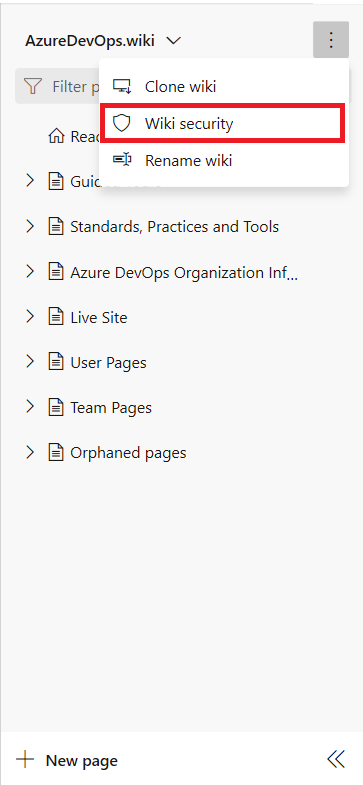 AzureDevOps.wiki
Filter p
Clone wiki
Wiki security
Rename wiki
Read
Standards, Practices and Tools
Azure DevOps Organization Inf...
Live Site
User Pages
Team Pages
Orphaned pages
New page